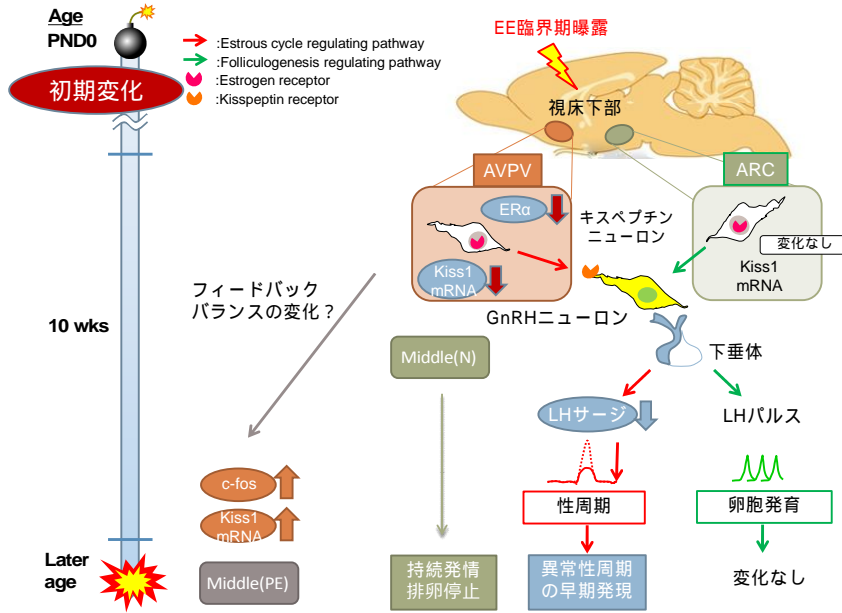 Age
PND0
:Estrous cycle regulating pathway
:Folliculogenesis regulating pathway
:Estrogen receptor
:Kisspeptin receptor
初期変化
EE臨界期曝露
視床下部
AVPV
ARC
ERα
キスペプチン
ニューロン
変化なし
Kiss1
mRNA
Kiss1
mRNA
フィードバック
バランスの変化？
GnRHニューロン
10 wks
Middle(N)
下垂体
LHサージ
LHパルス
c-fos
Kiss1
mRNA
性周期
卵胞発育
Later
age
Middle(PE)
持続発情
排卵停止
異常性周期
の早期発現
変化なし